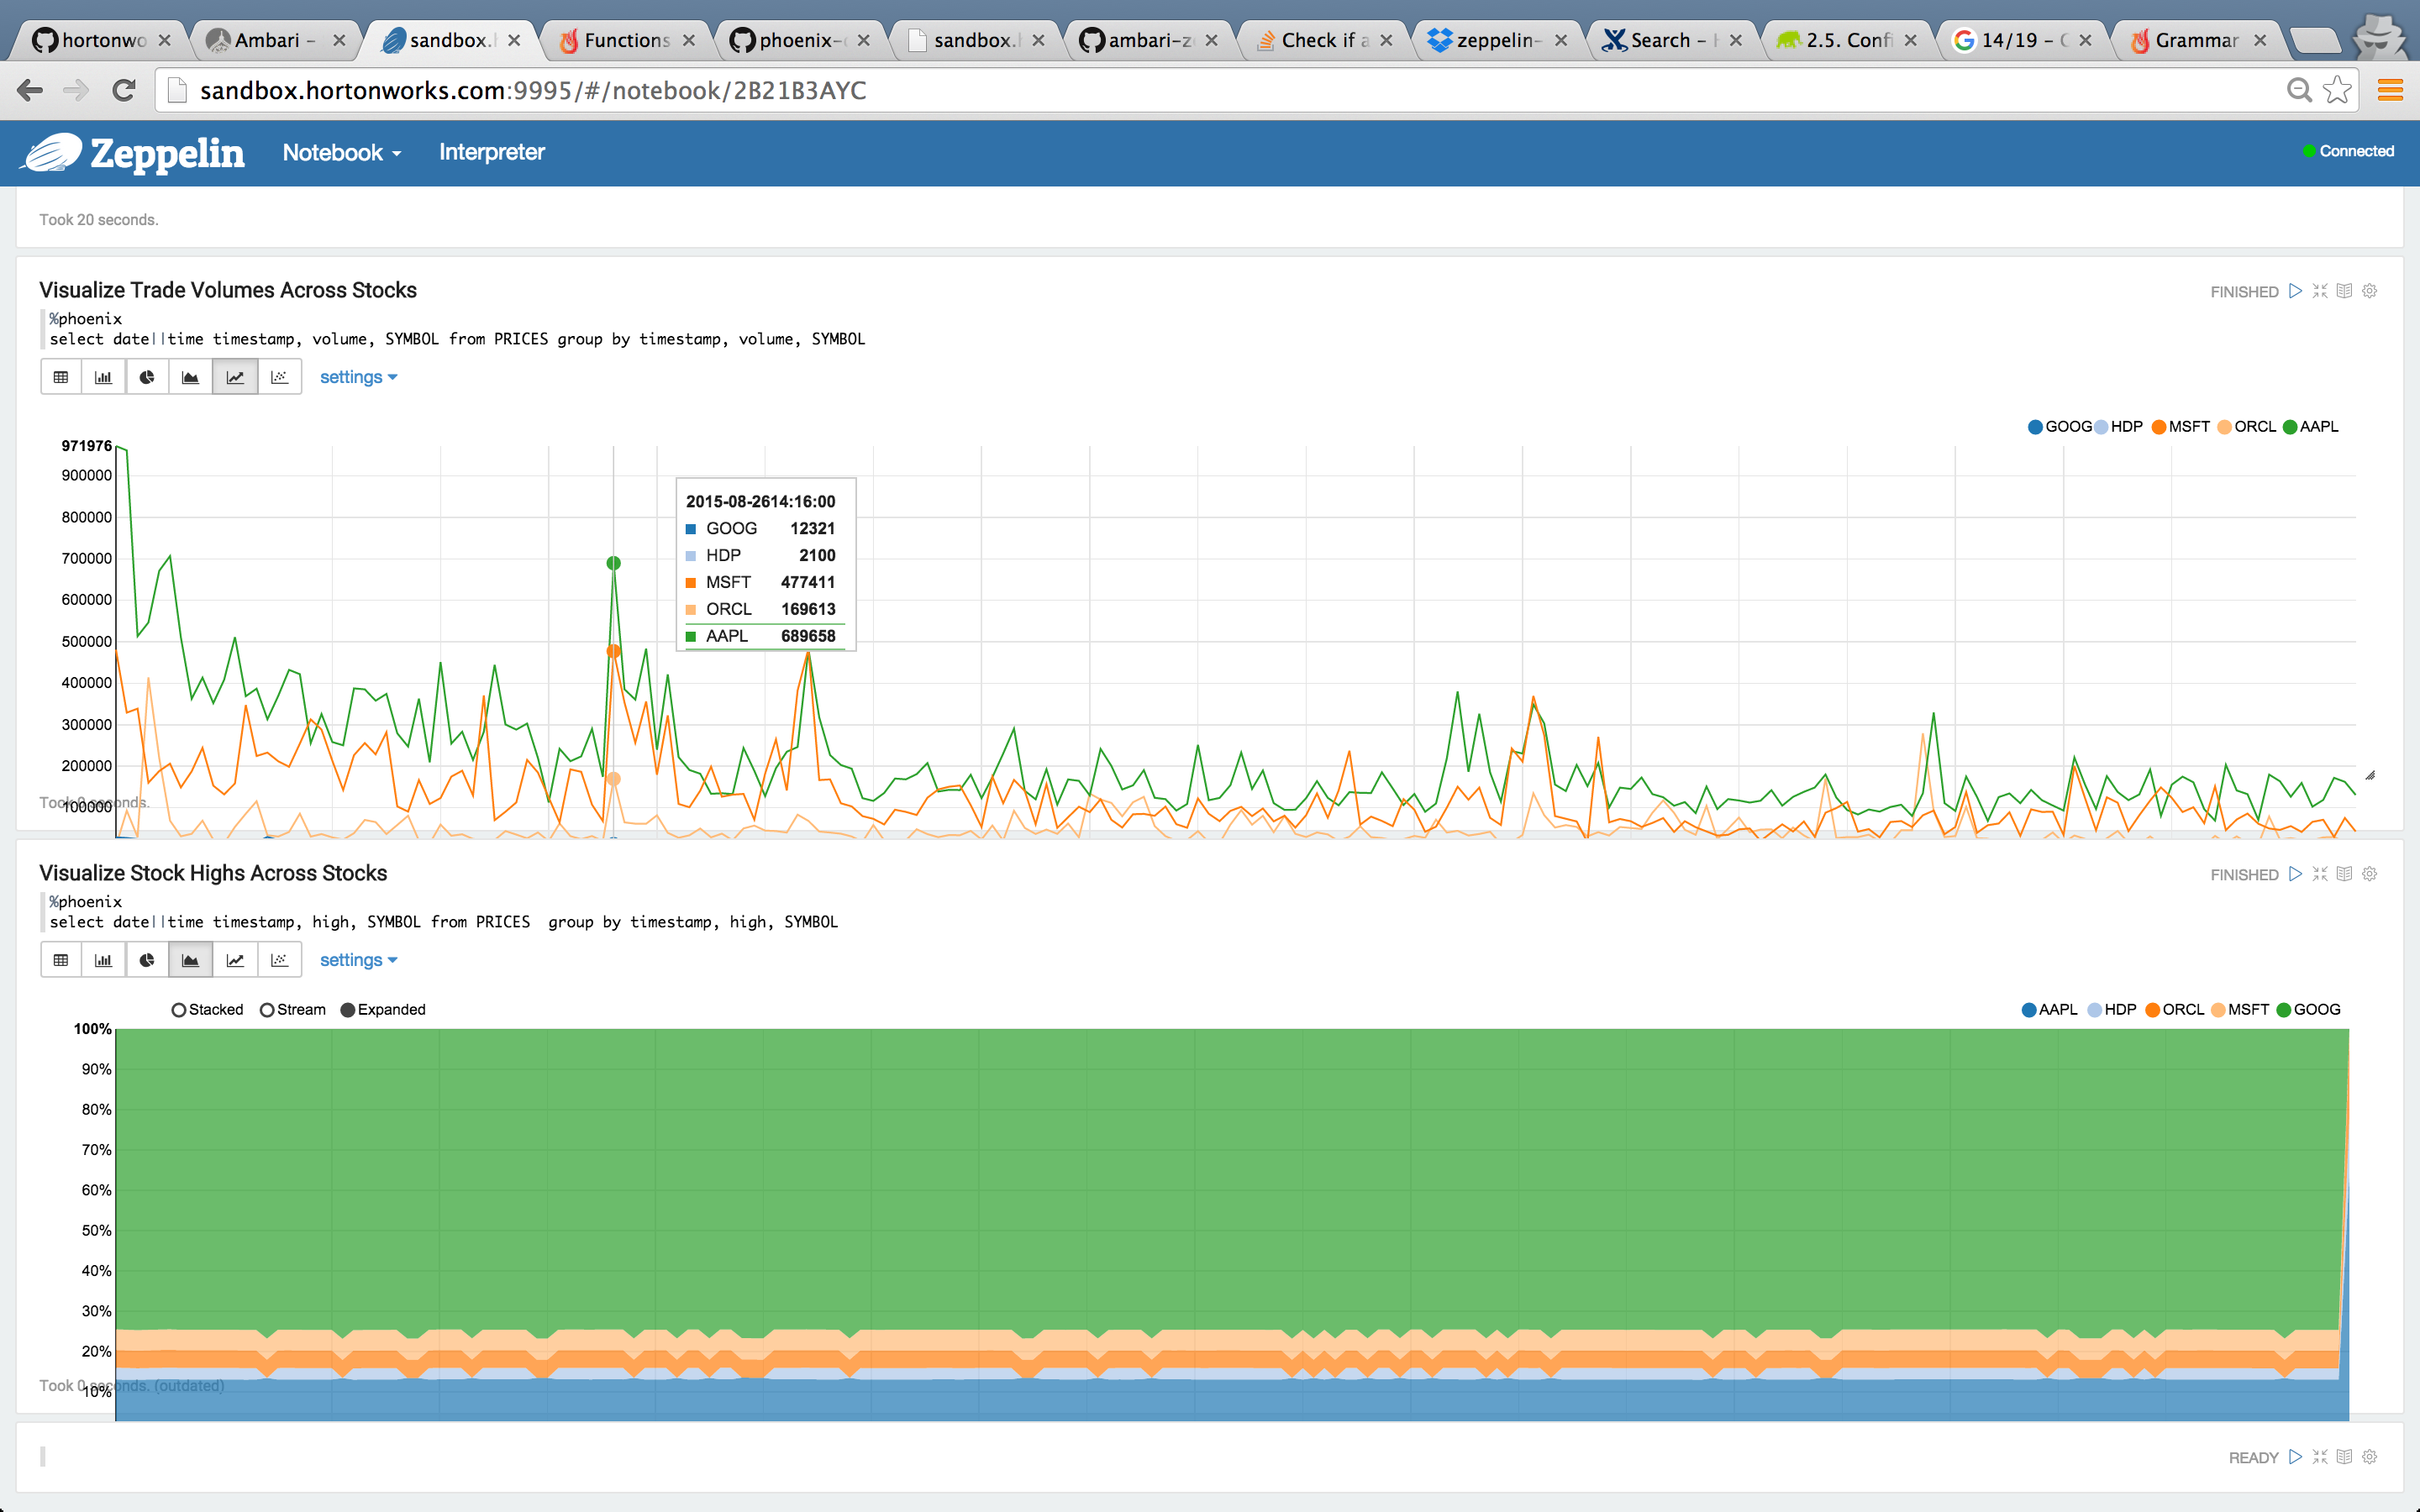 hortonwo Ambari – sandbox. Functions phoenix- sandbox. ambari-z Check if a zeppelin- Search – 2.5. Confi 14/19 – Grammar
sandbox.hortonworks.com:9995/#/notebook/2B21B3AYC
Zeppelin Notebook Interpreter Connected
Took 20 seconds.
Visualize Trade Volumes Across Stocks
FINISHED
%phoenix
select date||time timestamp, volume, SYMBOL from PRICES group by timestamp, volume, SYMBOL
settings
GOOG HDP MSFT ORCL AAPL
971976
900000
800000
700000
600000
500000
400000
300000
200000
100000
2015-08-2614:16:00
GOOG 12321
HDP 2100
MSFT 477411
ORCL 169613
AAPL 689658
Took 0 seconds.
Visualize Stock Highs Across Stocks
FINISHED
%phoenix
select date||time timestamp, high, SYMBOL from PRICES  group by timestamp, high, SYMBOL
settings
Stacked Stream Expanded
AAPL HDP ORCL MSFT GOOG
100%
90%
80%
70%
60%
50%
40%
30%
20%
10%
Took 0 seconds. (outdated)
READY